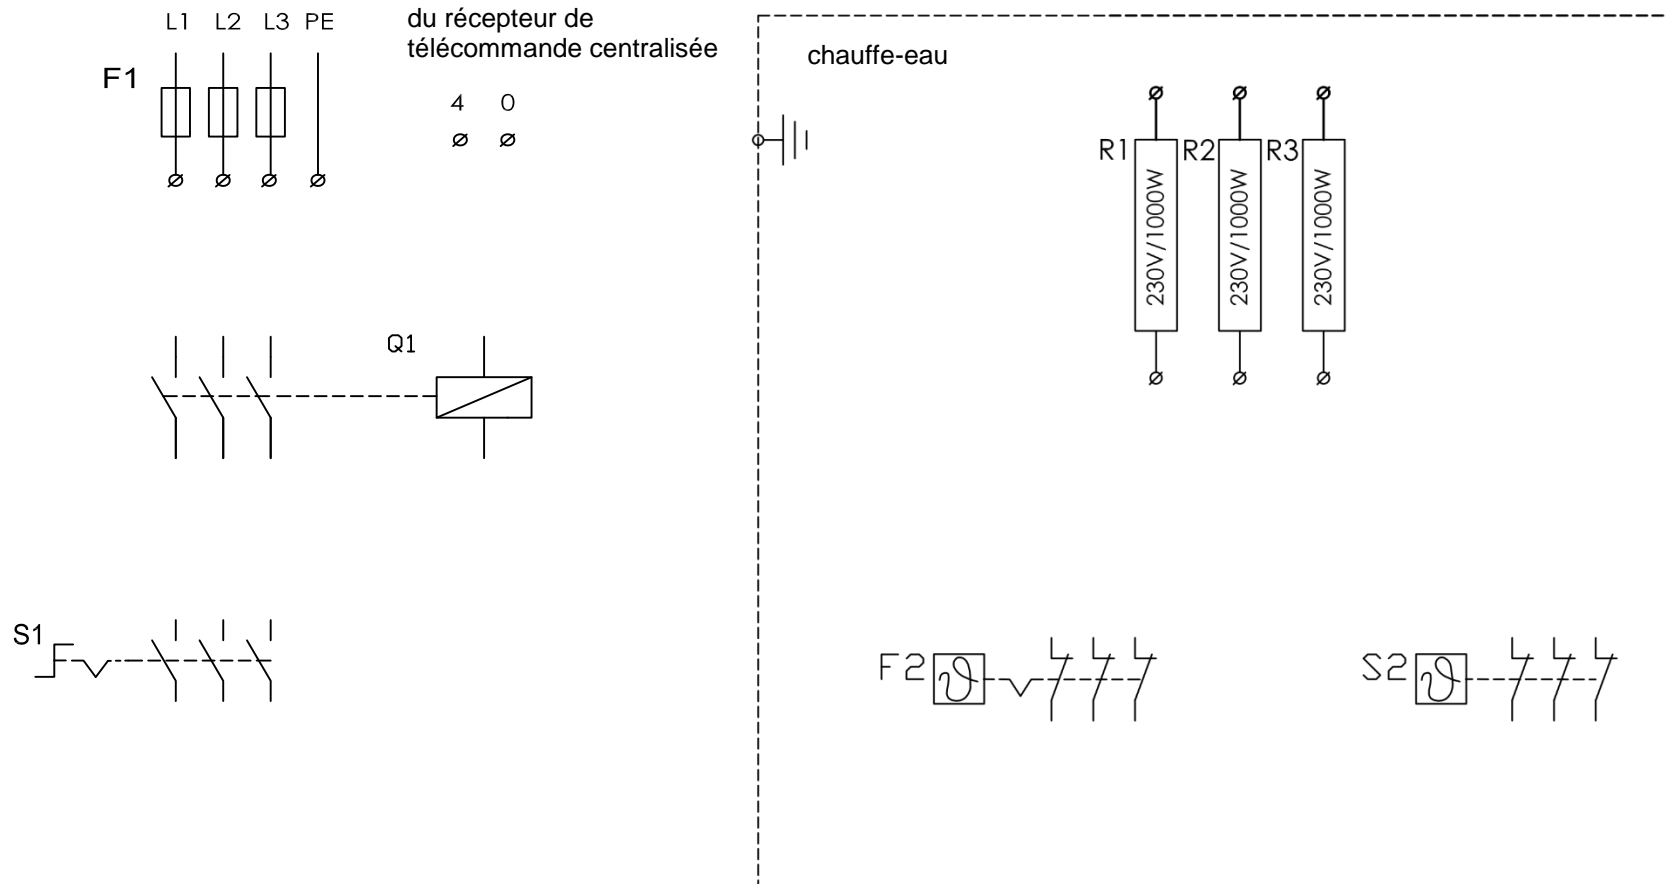 L1 L2 L3 PE
F1
du récepteur de
télécommande centralisée
4 0
chauffe-eau
R1 R2 R3
230V/1000W
230V/1000W
230V/1000W
Q1
S1
F2
S2